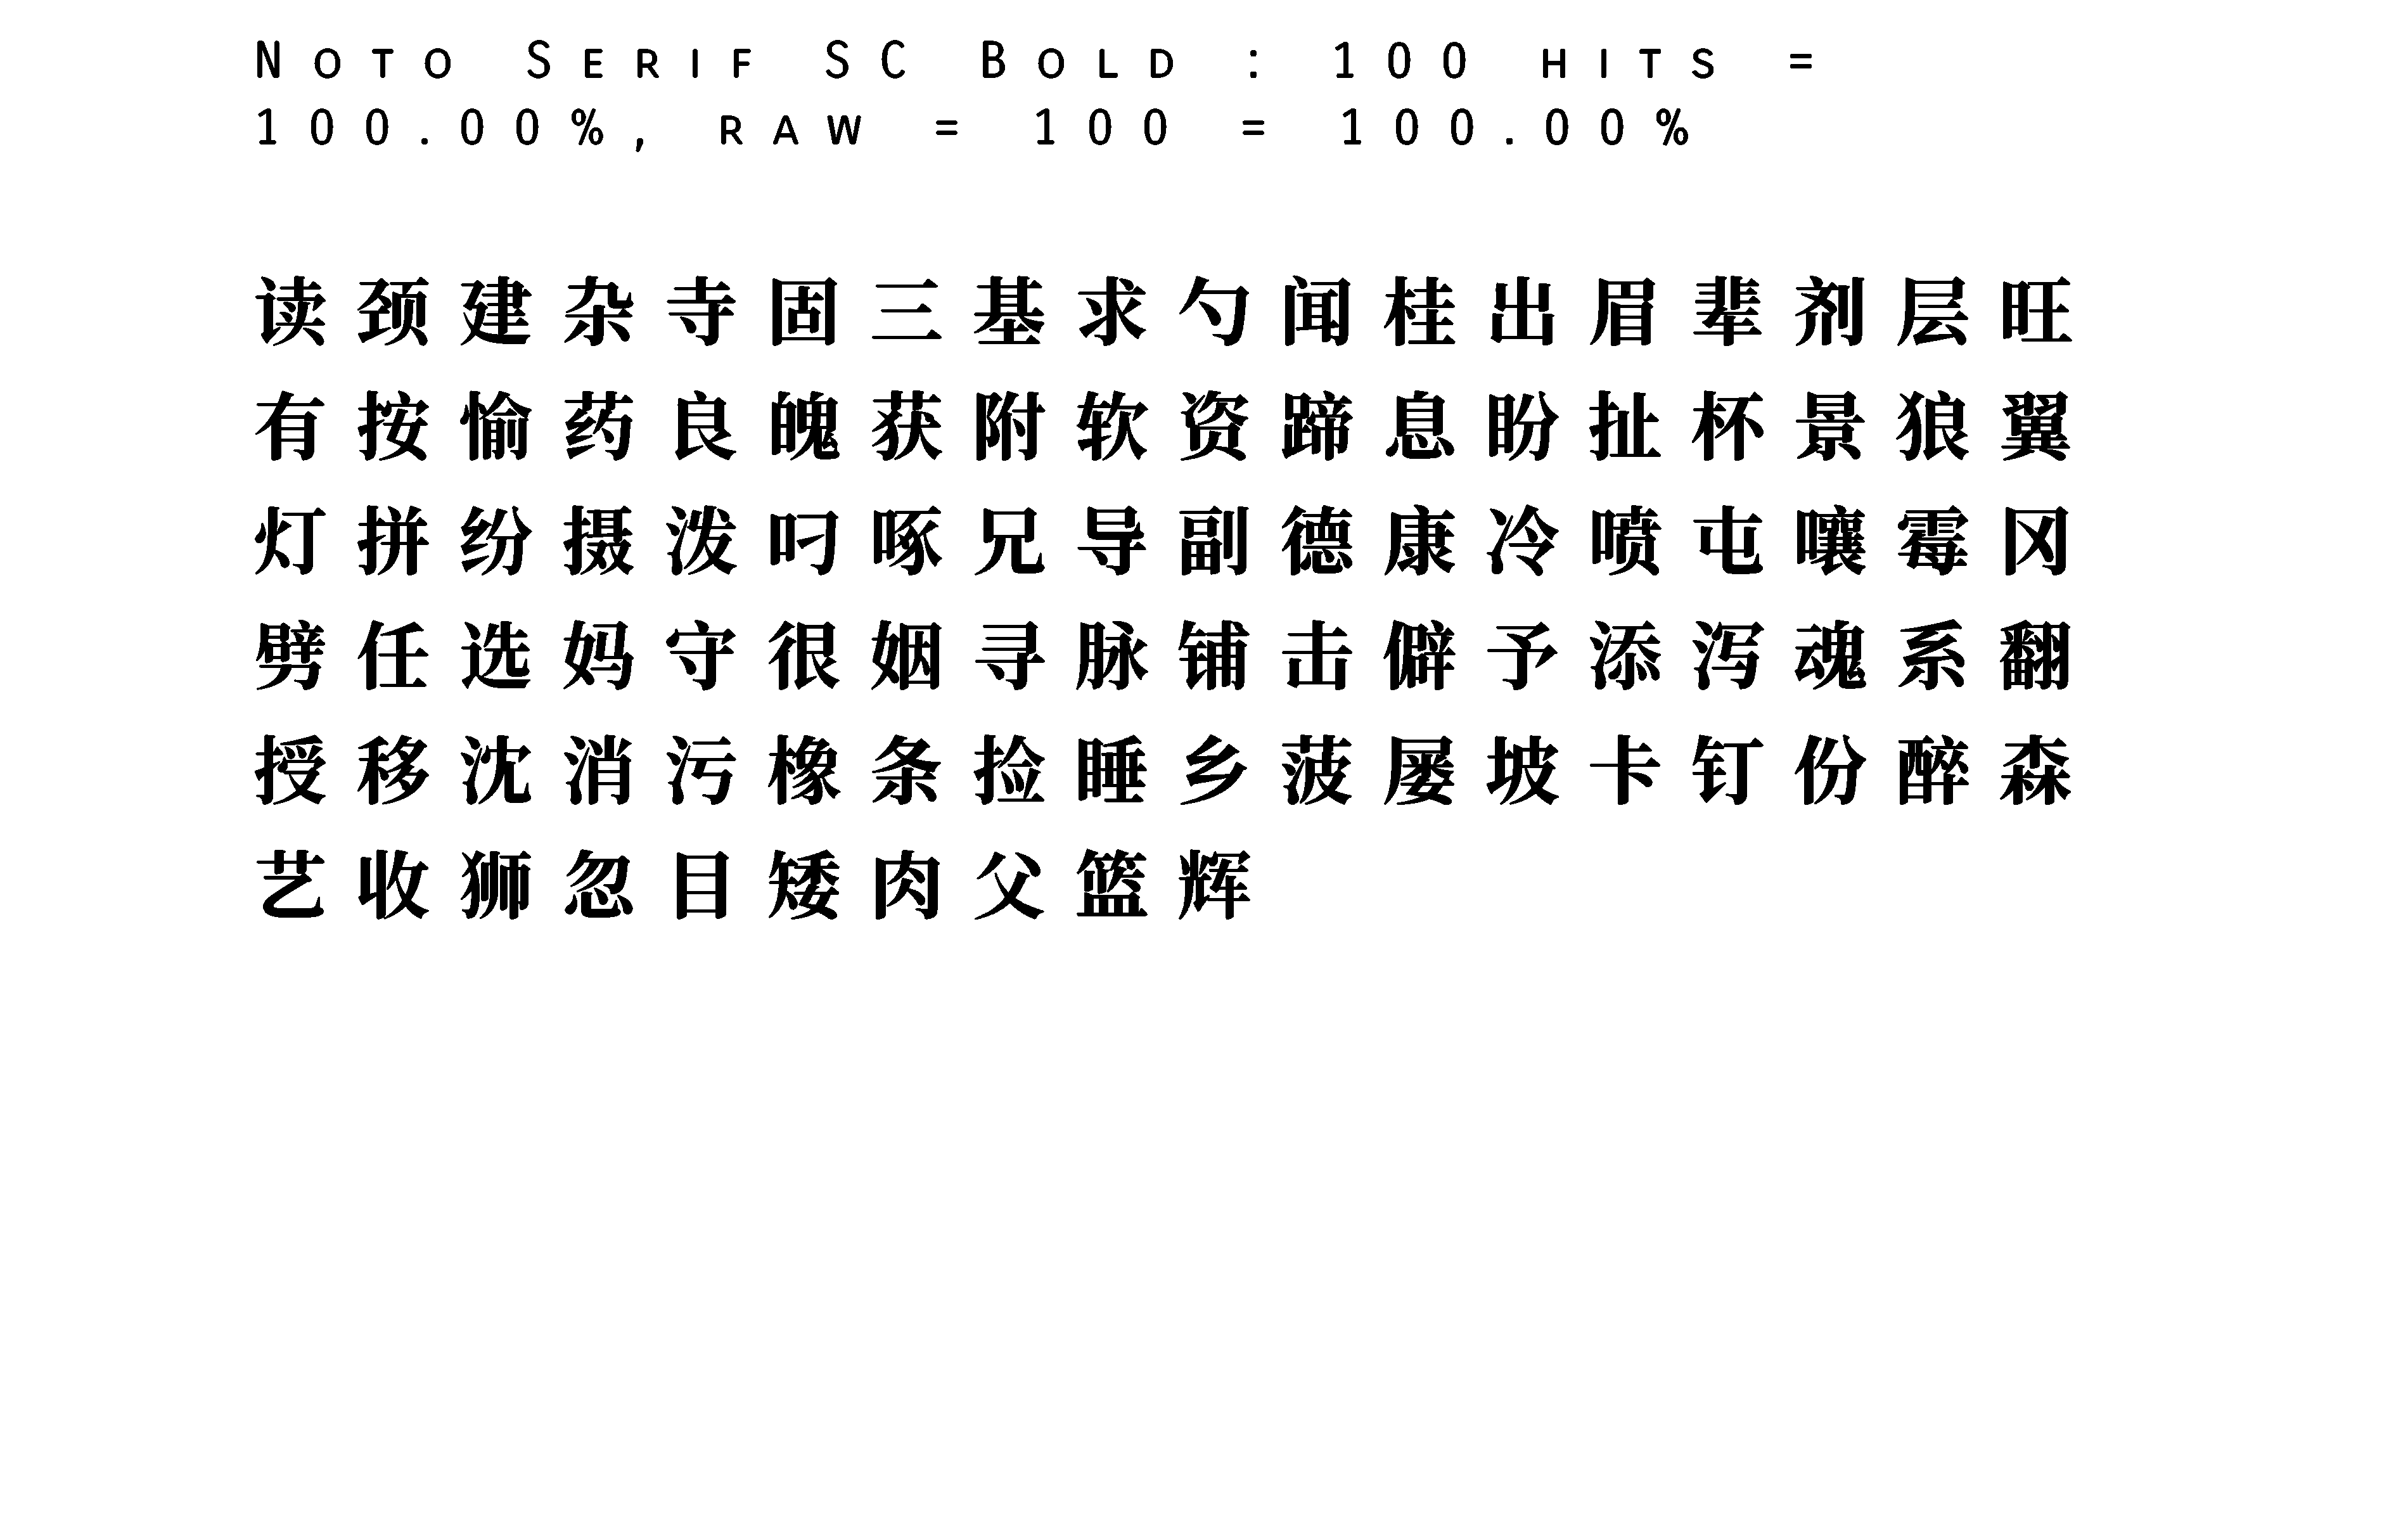 Noto Serif SC Bold : 100 hits =
100.00%, raw = 100 = 100.00%
读颈建杂寺固三基求勺闻桂出眉辈剂层旺
有按愉药良魄获附软资蹄息盼扯杯景狼翼
灯拼纷摄泼叼啄兄导副德康冷喷屯嚷霉冈
劈任选妈守很姻寻脉铺击僻予添泻魂系翻
授移沈消污橡条捡睡乡菠屡坡卡钉份醉森
艺收狮忽目矮肉父篮辉